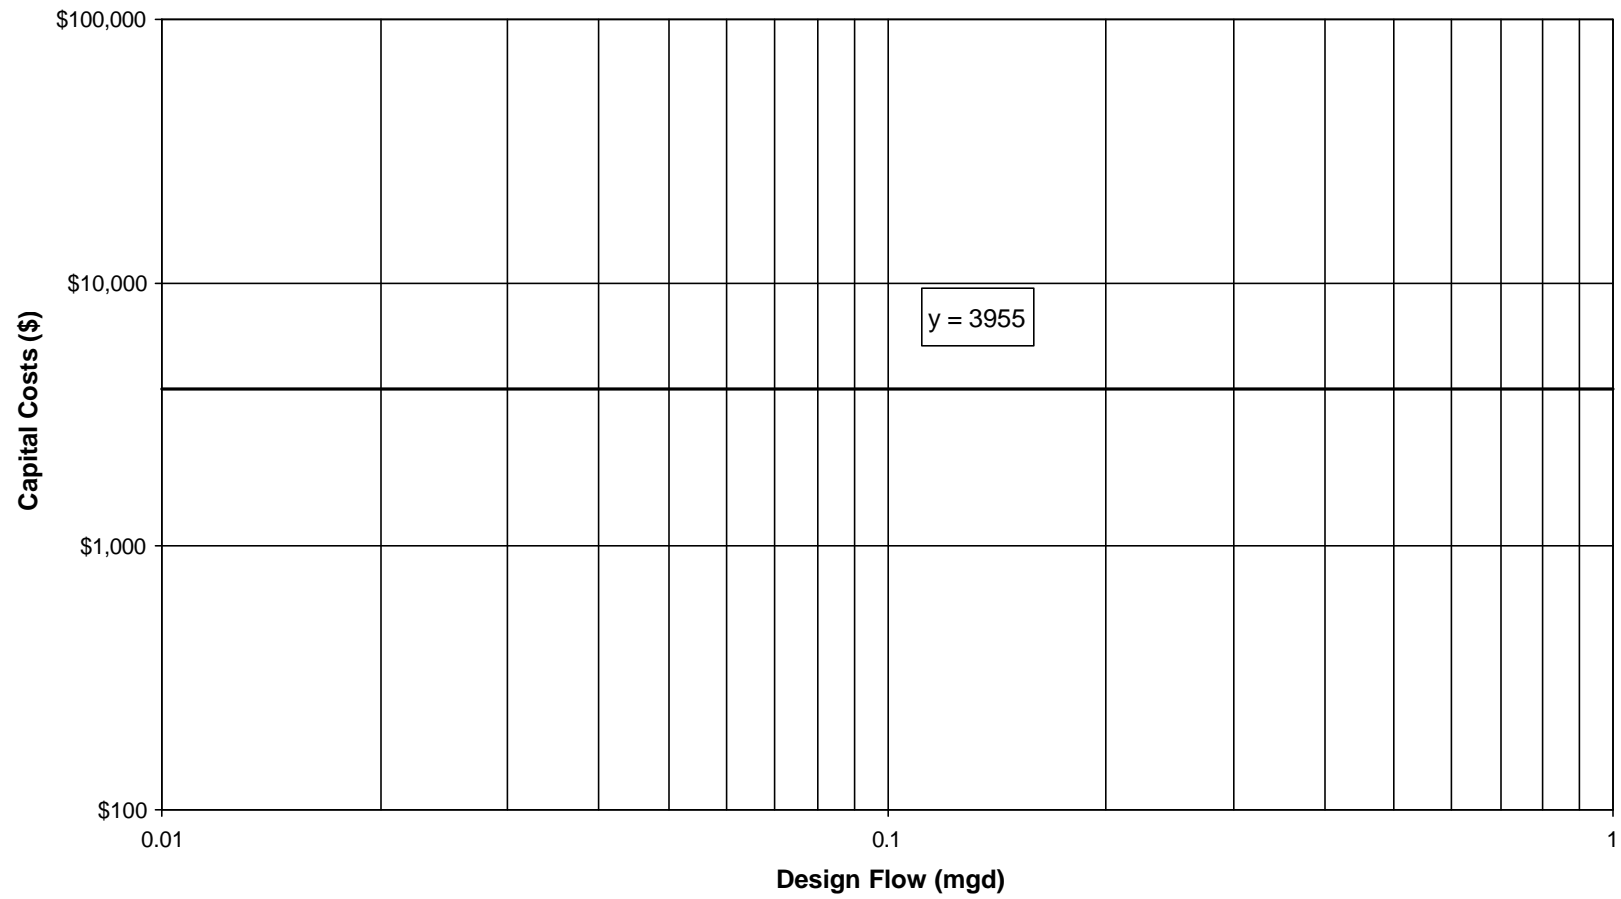 $100,000
$10,000
$1,000
$100
Capital Costs ($)
y = 3955
0.01
0.1
1
Design Flow (mgd)